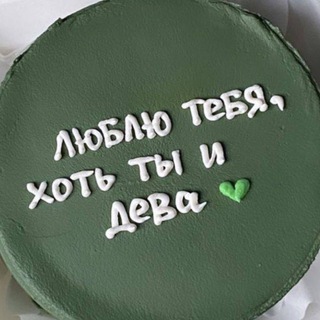 люблю тебя,
хоть ты и
дева